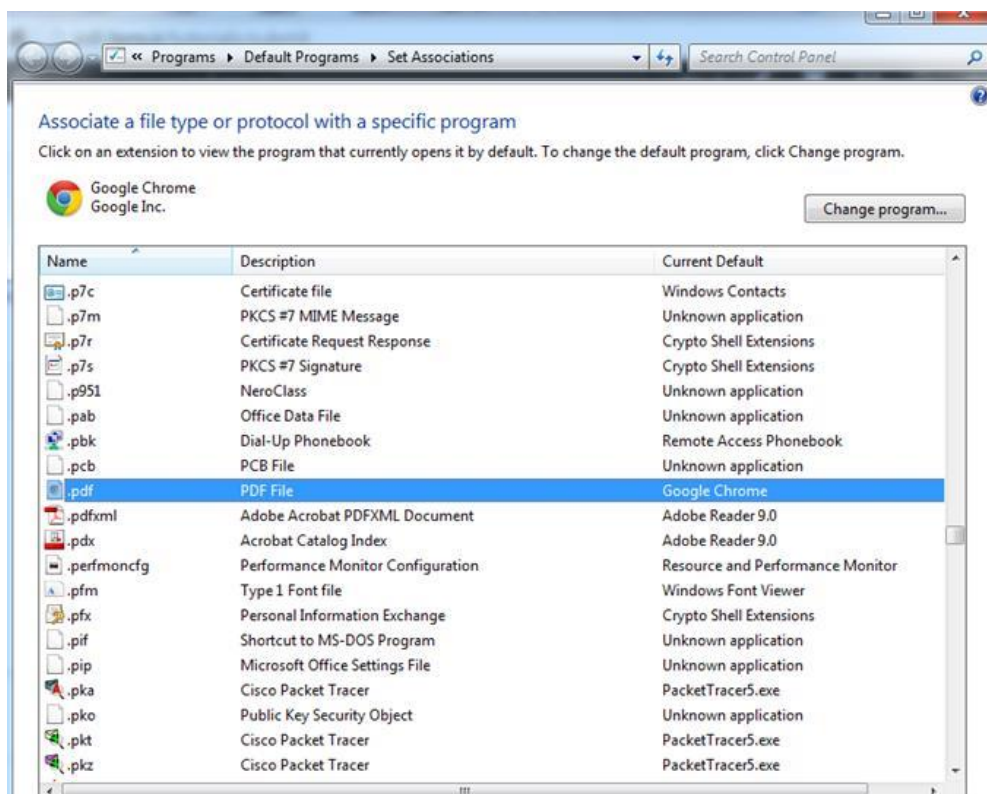 « Programs ▸ Default Programs ▸ Set Associations Search Control Panel
Associate a file type or protocol with a specific program
Click on an extension to view the program that currently opens it by default. To change the default program, click Change program.
Google Chrome
Google Inc.
Change program...
Name Description Current Default
.p7c Certificate file Windows Contacts
.p7m PKCS #7 MIME Message Unknown application
.p7r Certificate Request Response Crypto Shell Extensions
.p7s PKCS #7 Signature Crypto Shell Extensions
.p951 NeroClass Unknown application
.pab Office Data File Unknown application
.pbk Dial-Up Phonebook Remote Access Phonebook
.pcb PCB File Unknown application
.pdf PDF File Google Chrome
.pdfxml Adobe Acrobat PDFXML Document Adobe Reader 9.0
.pdx Acrobat Catalog Index Adobe Reader 9.0
.perfmoncfg Performance Monitor Configuration Resource and Performance Monitor
.pfm Type 1 Font file Windows Font Viewer
.pfx Personal Information Exchange Crypto Shell Extensions
.pif Shortcut to MS-DOS Program Unknown application
.pip Microsoft Office Settings File Unknown application
.pka Cisco Packet Tracer PacketTracer5.exe
.pko Public Key Security Object Unknown application
.pkt Cisco Packet Tracer PacketTracer5.exe
.pkz Cisco Packet Tracer PacketTracer5.exe